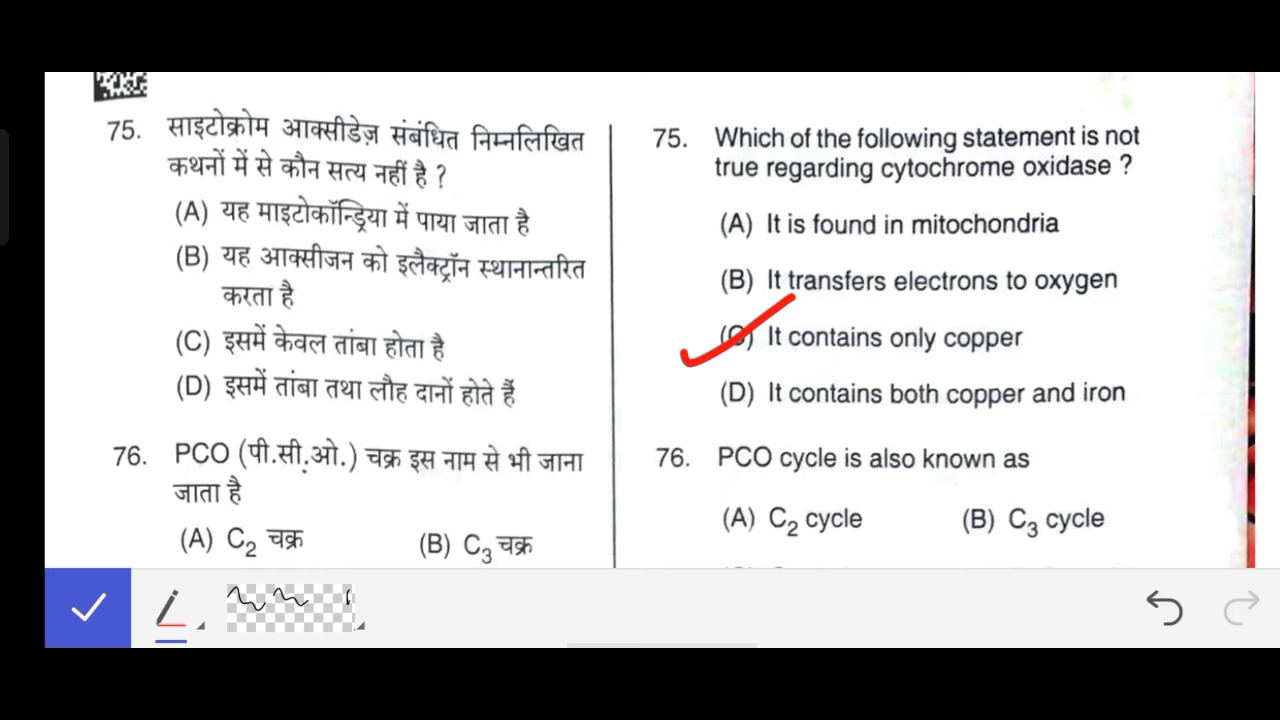 75. साइटोक्रोम आक्सीडेज़ संबंधित निम्नलिखित
कथनों में से कौन सत्य नहीं है ?
(A) यह माइटोकॉन्ड्रिया में पाया जाता है
(B) यह आक्सीजन को इलैक्ट्रॉन स्थानान्तरित
करता है
(C) इसमें केवल तांबा होता है
(D) इसमें तांबा तथा लौह दानों होते हैं
76. PCO (पी.सी.ओ.) चक्र इस नाम से भी जाना
जाता है
(A) C₂ चक्र (B) C₃ चक्र
75. Which of the following statement is not
true regarding cytochrome oxidase ?
(A) It is found in mitochondria
(B) It transfers electrons to oxygen
(C) It contains only copper
(D) It contains both copper and iron
76. PCO cycle is also known as
(A) C₂ cycle (B) C₃ cycle